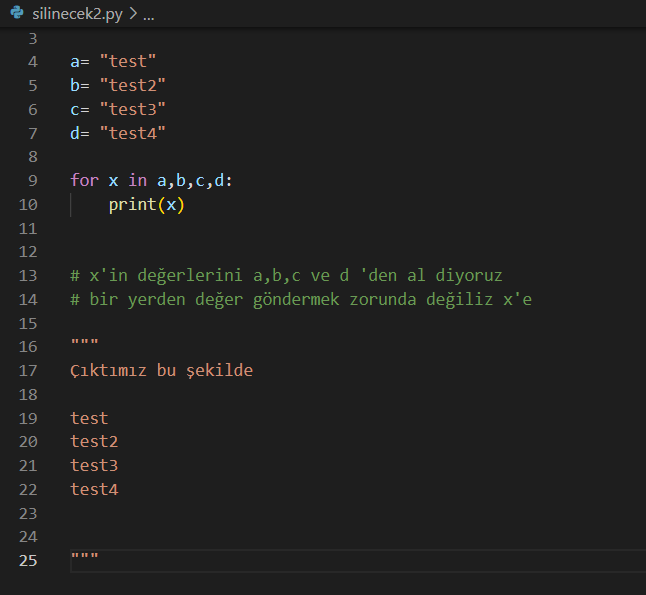 silinecek2.py > ...
3
4 a= "test"
5 b= "test2"
6 c= "test3"
7 d= "test4"
8
9 for x in a,b,c,d:
10     print(x)
11
12
13 # x'in değerlerini a,b,c ve d 'den al diyoruz
14 # bir yerden değer göndermek zorunda değiliz x'e
15
16 """
17 Çıktımız bu şekilde
18
19 test
20 test2
21 test3
22 test4
23
24
25 """